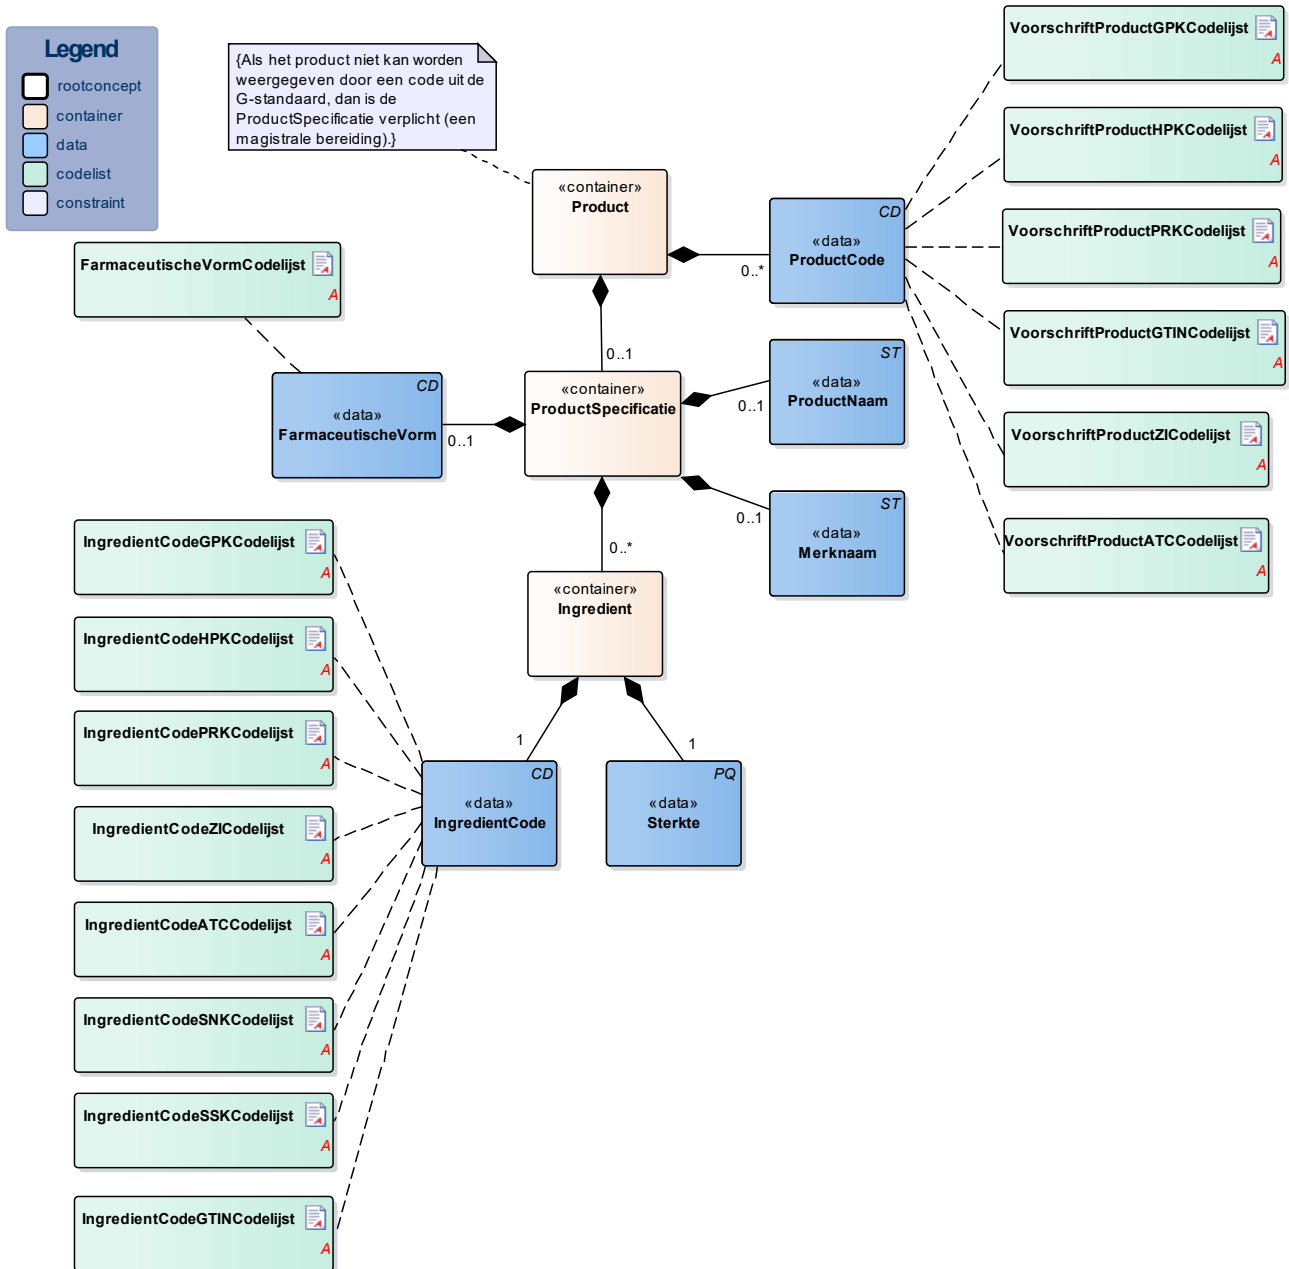 Legend
rootconcept
container
data
codelist
constraint
{Als het product niet kan worden
weergegeven door een code uit de
G-standaard, dan is de
ProductSpecificatie verplicht (een
magistrale bereiding).}
«container»
Product
CD
«data»
ProductCode
0..*
0..1
VoorschriftProductGPKCodelijst
A
VoorschriftProductHPKCodelijst
A
VoorschriftProductPRKCodelijst
A
VoorschriftProductGTINCodelijst
A
VoorschriftProductZICodelijst
A
VoorschriftProductATCCodelijst
A
FarmaceutischeVormCodelijst
A
CD
«data»
FarmaceutischeVorm
0..1
«container»
ProductSpecificatie
ST
«data»
ProductNaam
0..1
ST
«data»
Merknaam
0..1
0..*
«container»
Ingredient
1
1
CD
«data»
IngredientCode
PQ
«data»
Sterkte
IngredientCodeGPKCodelijst
A
IngredientCodeHPKCodelijst
A
IngredientCodePRKCodelijst
A
IngredientCodeZICodelijst
A
IngredientCodeATCCodelijst
A
IngredientCodeSNKCodelijst
A
IngredientCodeSSKCodelijst
A
IngredientCodeGTINCodelijst
A